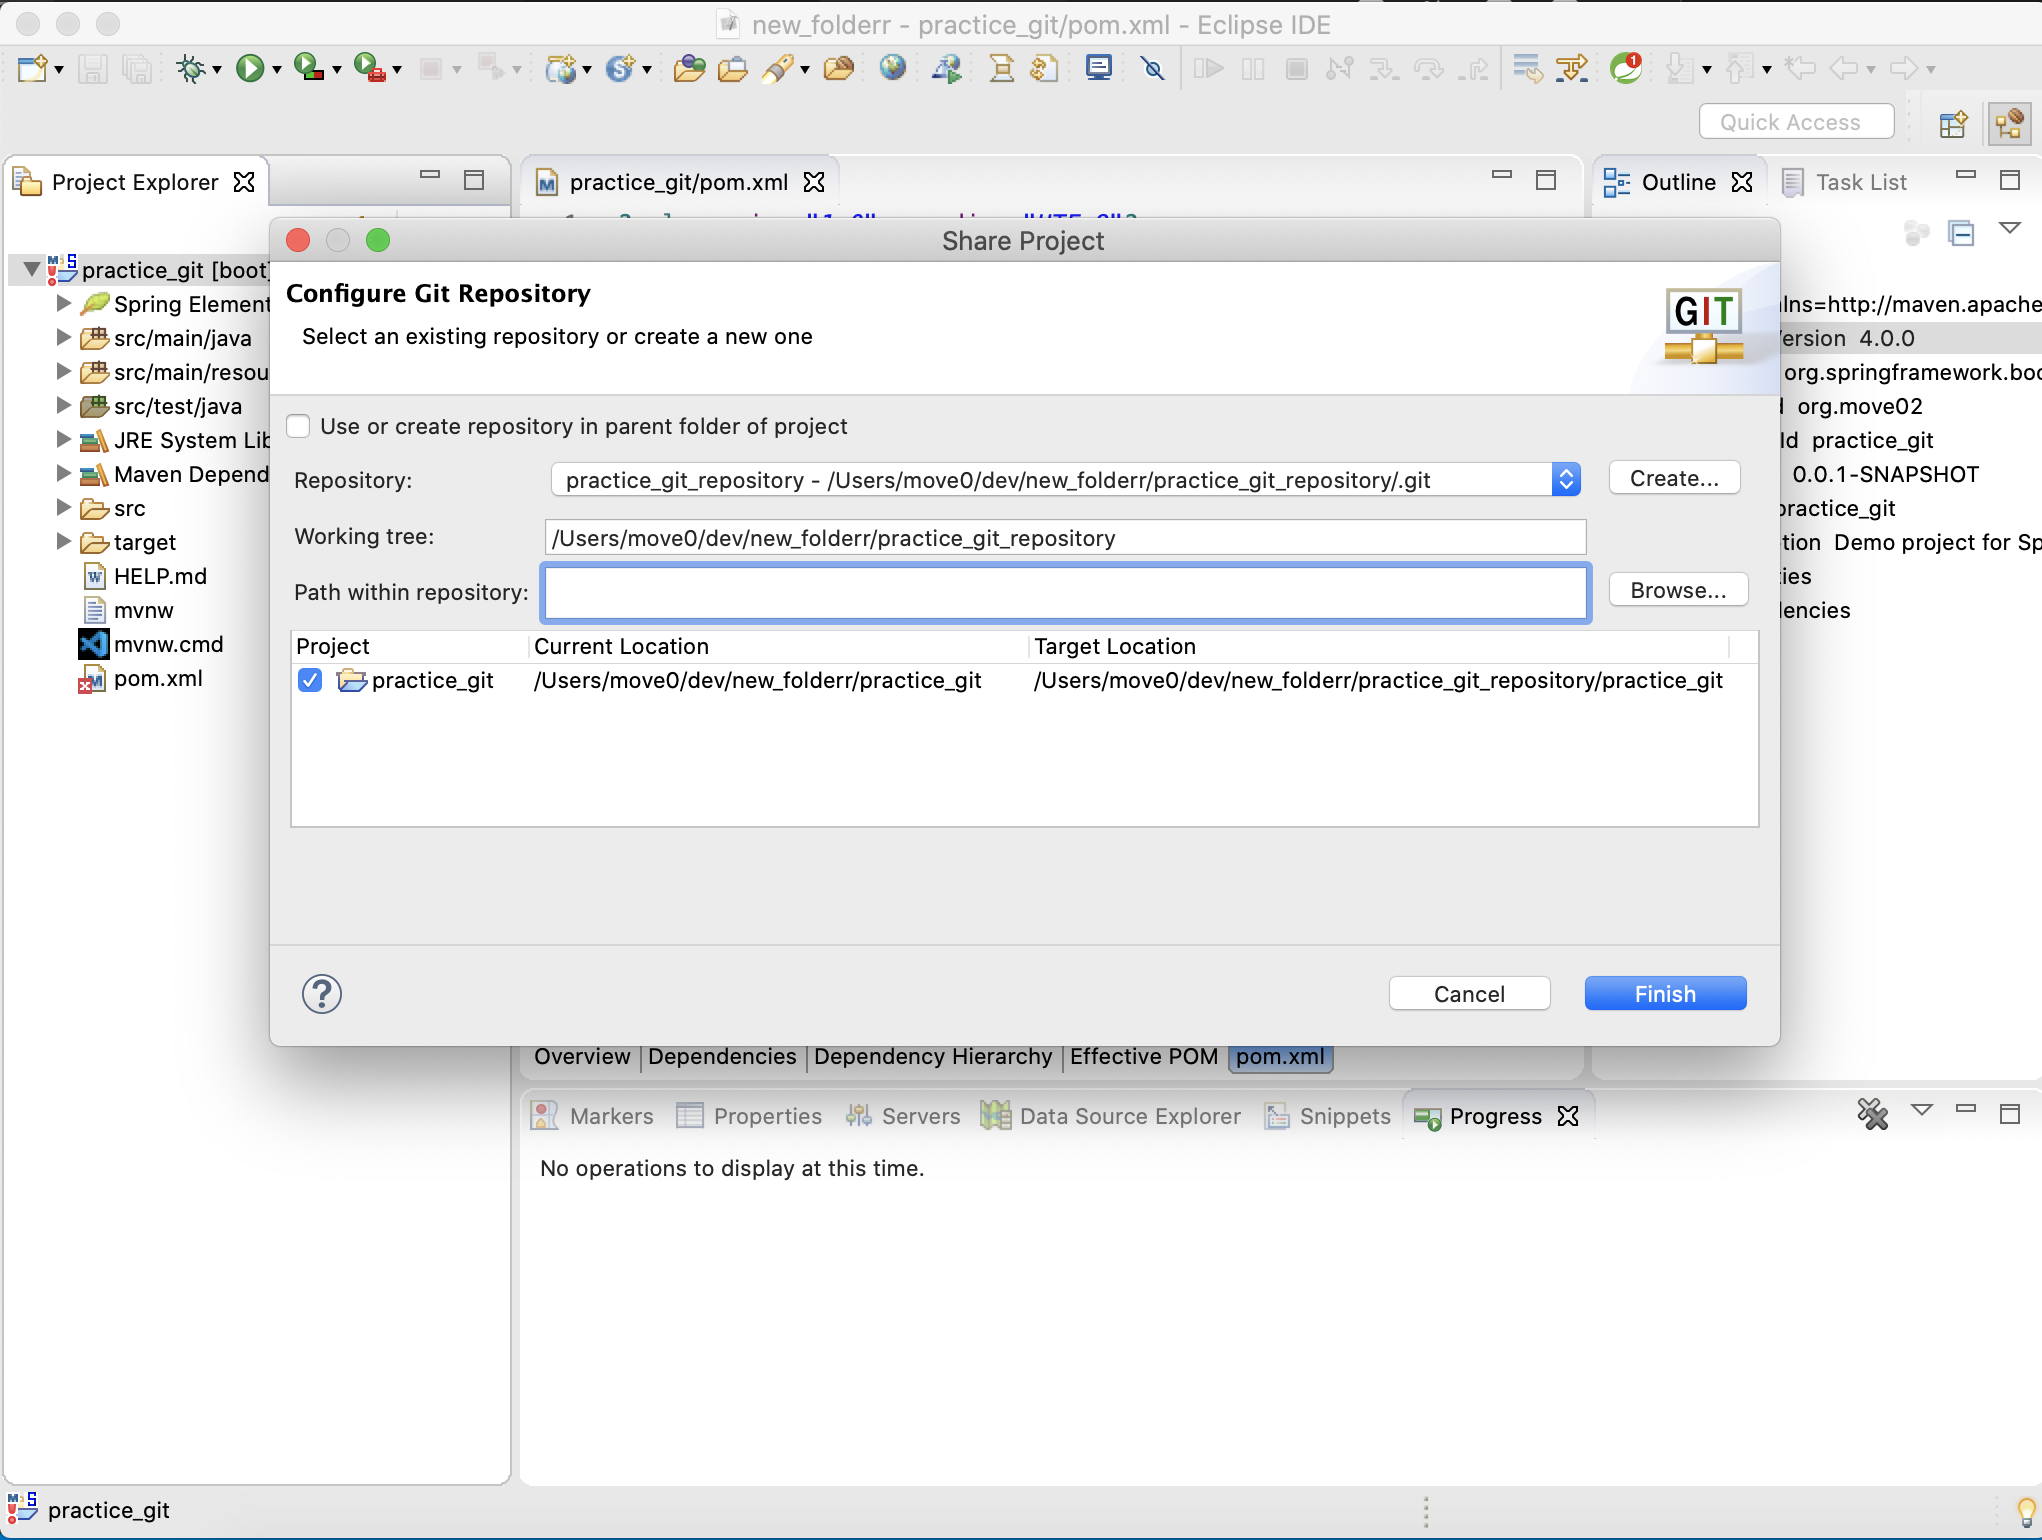 new_folderr - practice_git/pom.xml - Eclipse IDE
1
Quick Access
Project Explorer
practice_git/pom.xml
Outline
Task List
Share Project
practice_git [boot]
Configure Git Repository
GIT
Spring Element
Select an existing repository or create a new one
lns=http://maven.apache
src/main/java
ersion 4.0.0
src/main/resou
org.springframework.boo
src/test/java
Use or create repository in parent folder of project
d org.move02
JRE System Lib
Id practice_git
Maven Depend
Repository:
practice_git_repository - /Users/move0/dev/new_folderr/practice_git_repository/.git
Create...
0.0.1-SNAPSHOT
src
practice_git
target
Working tree:
/Users/move0/dev/new_folderr/practice_git_repository
tion Demo project for Sp
HELP.md
Path within repository:
Browse...
ties
mvnw
dencies
mvnw.cmd
Project
Current Location
Target Location
pom.xml
practice_git
/Users/move0/dev/new_folderr/practice_git
/Users/move0/dev/new_folderr/practice_git_repository/practice_git
?
Cancel
Finish
Overview
Dependencies
Dependency Hierarchy
Effective POM
pom.xml
Markers
Properties
Servers
Data Source Explorer
Snippets
Progress
No operations to display at this time.
practice_git